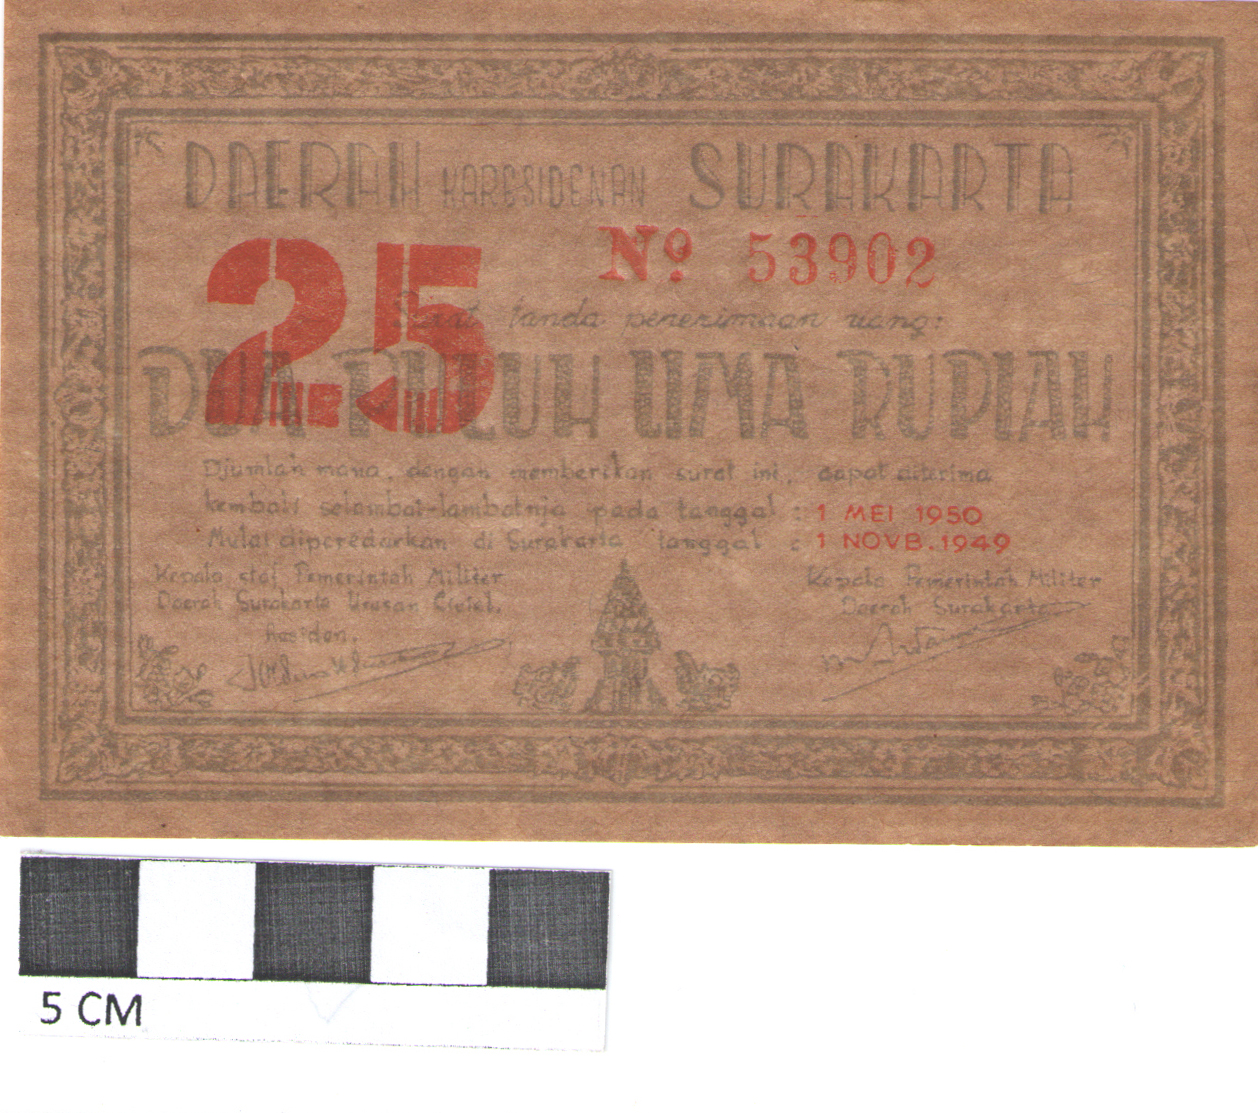 DAERAH KARESIDENAN SURAKARTA
25
No 53902
Surat tanda penerimaan uang:
DUA PULUH LIMA RUPIAH
Djumlah mana, dengan memberikan surat ini, dapat diterima
kembali selambat-lambatnja pada tanggal : 1 MEI 1950
Mulai diperedarkan di Surakarta tanggal : 1 NOVB. 1949
Kepala staf Pemerintah Militer
Daerah Surakarta Urusan Civiel.
Residen.
Kepala Pemerintah Militer
Daerah Surakarta
5 CM